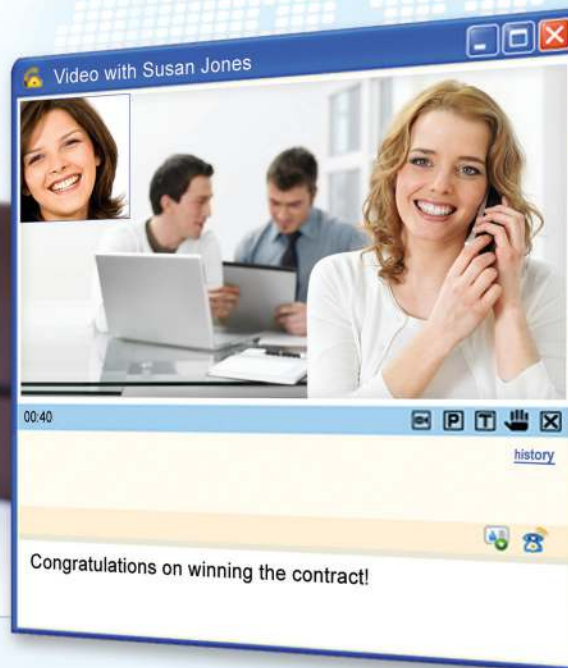 Video with Susan Jones
00:40
P T
history
Congratulations on winning the contract!